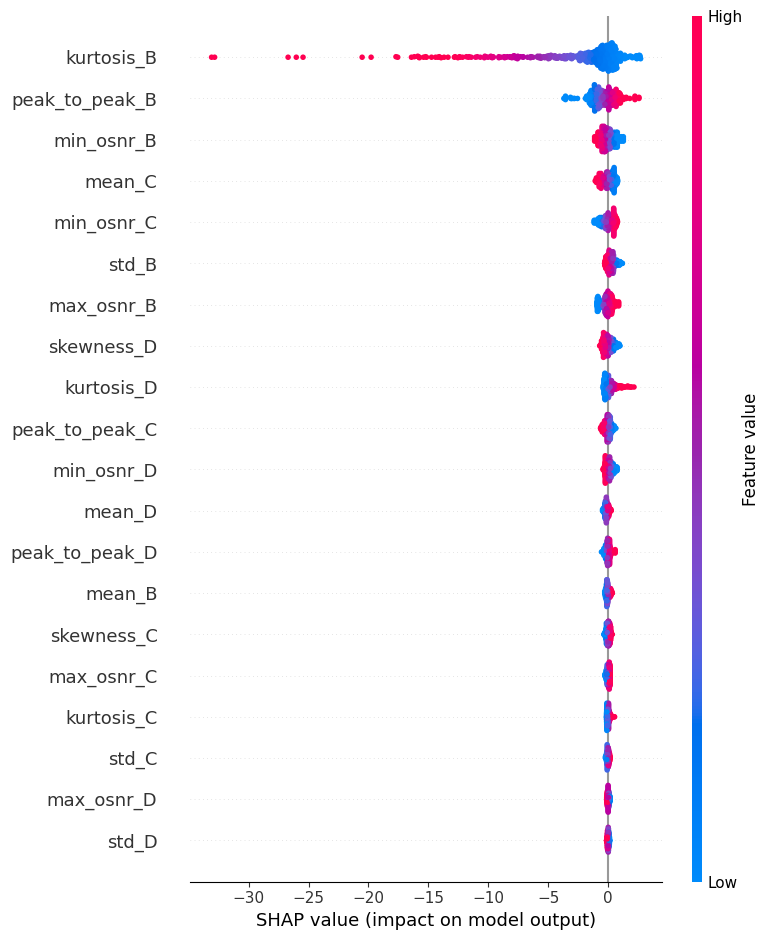 High
kurtosis_B
peak_to_peak_B
min_osnr_B
mean_C
min_osnr_C
std_B
max_osnr_B
skewness_D
kurtosis_D
peak_to_peak_C
min_osnr_D
mean_D
peak_to_peak_D
mean_B
skewness_C
max_osnr_C
kurtosis_C
std_C
max_osnr_D
std_D
Feature value
Low
−30 −25 −20 −15 −10 −5 0
SHAP value (impact on model output)